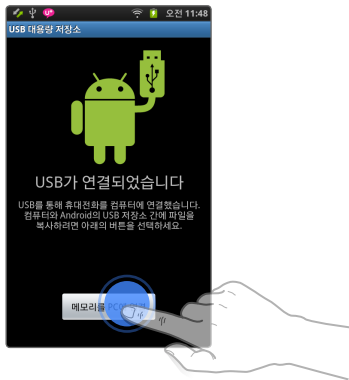 오전 11:48
USB 대용량 저장소
USB가 연결되었습니다
USB를 통해 휴대전화를 컴퓨터에 연결했습니다.
컴퓨터와 Android의 USB 저장소 간에 파일을
복사하려면 아래의 버튼을 선택하세요.
메모리를 PC에